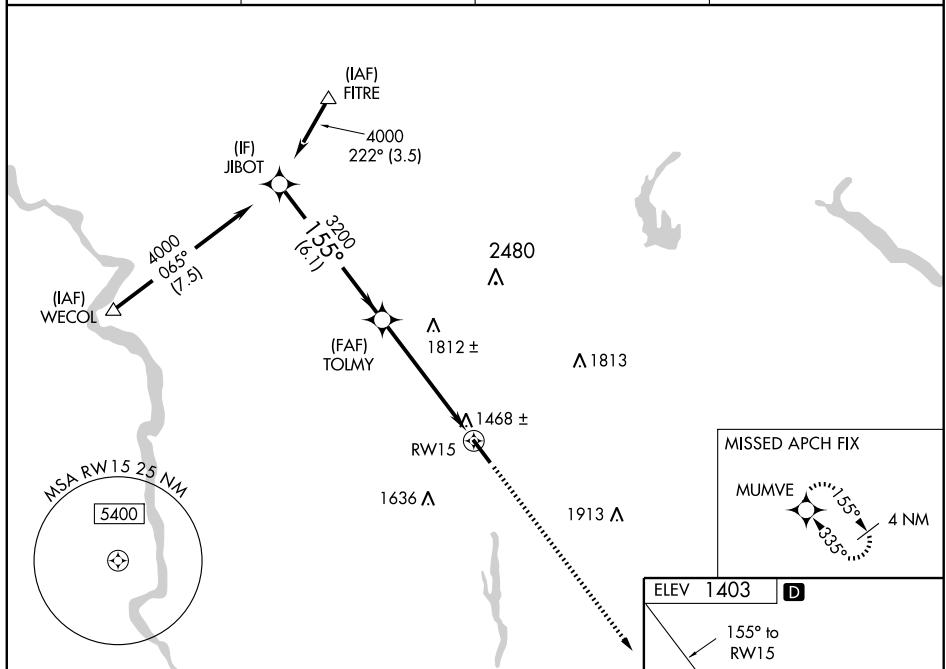 (IAF)
FITRE
4000
222° (3.5)
(IF)
JIBOT
4000
065°
(7.5)
3200
155°
(6.1)
(IAF)
WECOL
2480
(FAF)
TOLMY
1812 ±
1813
1468 ±
RW15
MSA RW15 25 NM
5400
1636
1913
MISSED APCH FIX
MUMVE
155°
335°
4 NM
ELEV 1403 D
155° to
RW15